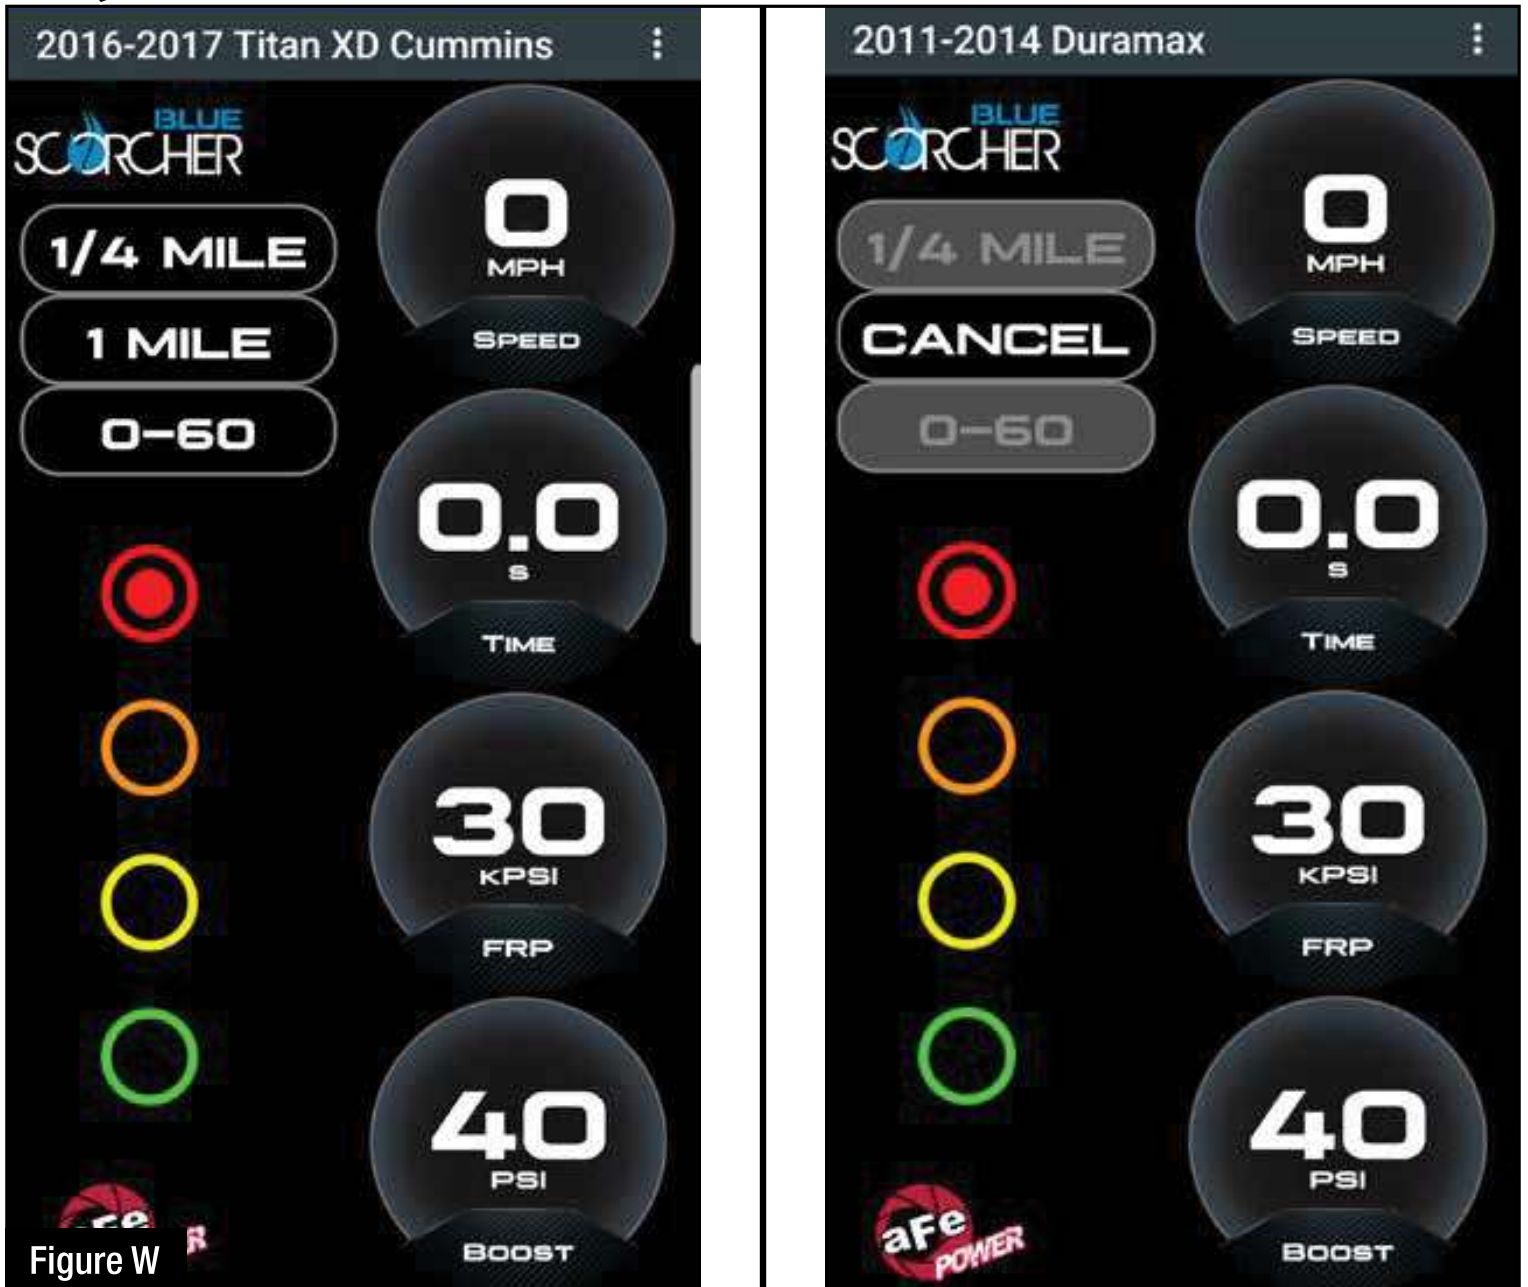 2016-2017 Titan XD Cummins
BLUE
SCORCHER
1/4 MILE
1 MILE
0-60
0
MPH
SPEED
0.0
S
TIME
30
KPSI
FRP
40
PSI
BOOST
aFe
Figure W
2011-2014 Duramax
BLUE
SCORCHER
1/4 MILE
CANCEL
0-60
0
MPH
SPEED
0.0
S
TIME
30
KPSI
FRP
40
PSI
BOOST
aFe
POWER